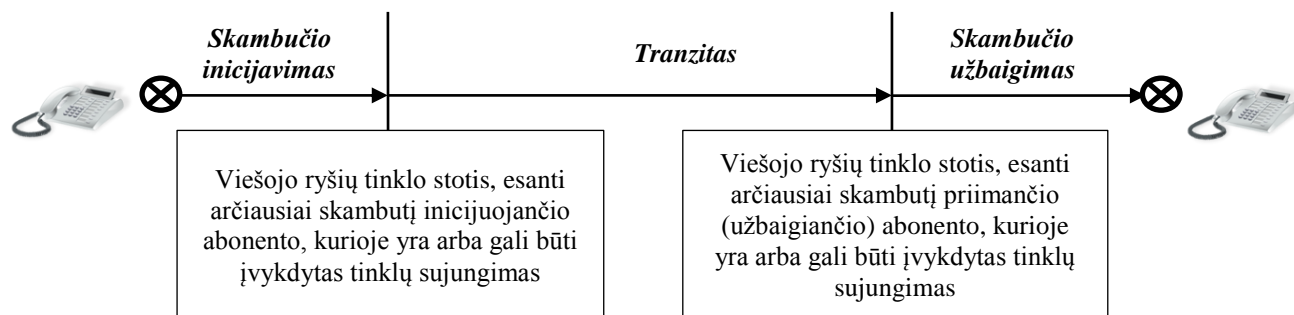 Skambučio
inicijavimas
Tranzitas
Skambučio
užbaigimas
Viešojo ryšių tinklo stotis, esanti
arčiausiai skambutį inicijuojančio
abonento, kurioje yra arba gali būti
įvykdytas tinklų sujungimas
Viešojo ryšių tinklo stotis, esanti
arčiausiai skambutį priimančio
(užbaigiančio) abonento, kurioje
yra arba gali būti įvykdytas tinklų
sujungimas